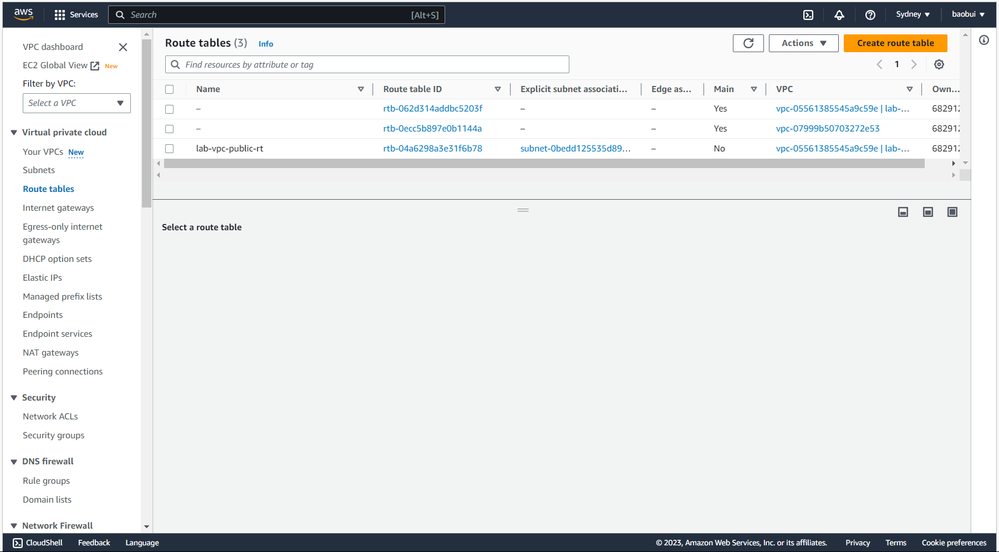 aws
Services
Search
[Alt+S]
Sydney
baobui
VPC dashboard
EC2 Global View New
Filter by VPC:
Select a VPC
Virtual private cloud
Your VPCs New
Subnets
Route tables
Internet gateways
Egress-only internet
gateways
DHCP option sets
Elastic IPs
Managed prefix lists
Endpoints
Endpoint services
NAT gateways
Peering connections
Security
Network ACLs
Security groups
DNS firewall
Rule groups
Domain lists
Network Firewall
Route tables (3) Info
Actions
Create route table
Find resources by attribute or tag
1
Name Route table ID Explicit subnet associati... Edge as... Main VPC Own...
– rtb-062d314addbc5203f – – Yes vpc-05561385545a9c59e | lab-... 682912
– rtb-0ecc5b897e0b1144a – – Yes vpc-07999b50703272e53 682912
lab-vpc-public-rt rtb-04a6298a3e31f6b78 subnet-0bedd125535d89... – No vpc-05561385545a9c59e | lab-... 682912
Select a route table
CloudShell Feedback Language
© 2023, Amazon Web Services, Inc. or its affiliates. Privacy Terms Cookie preferences